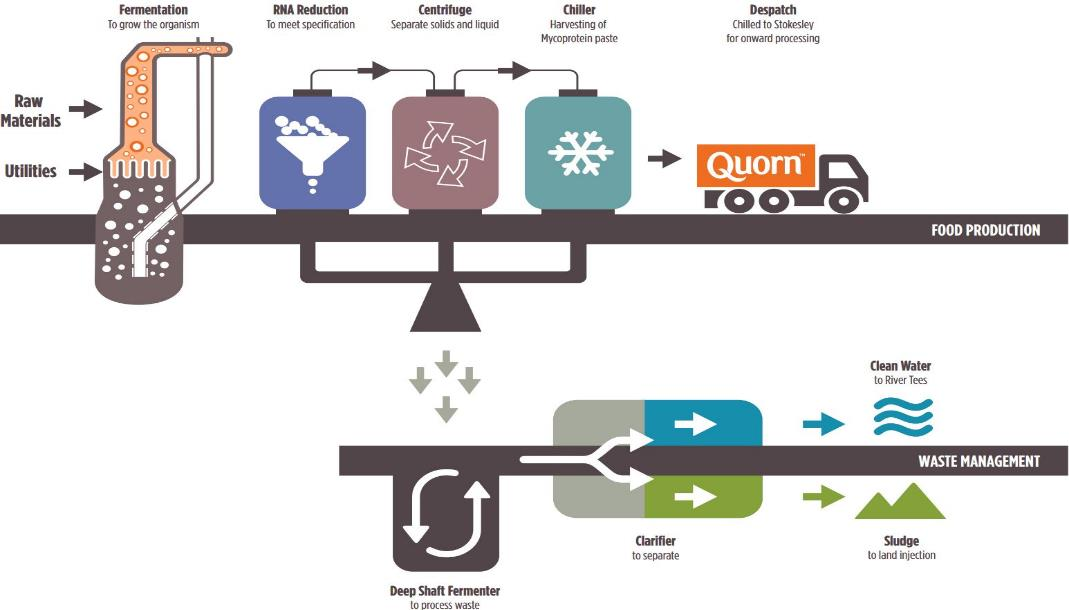 Fermentation
To grow the organism
RNA Reduction
To meet specification
Centrifuge
Separate solids and liquid
Chiller
Harvesting of
Mycoprotein paste
Despatch
Chilled to Stokesley
for onward processing
Raw
Materials
Utilities
Quorn™
FOOD PRODUCTION
Clean Water
to River Tees
WASTE MANAGEMENT
Clarifier
to separate
Sludge
to land injection
Deep Shaft Fermenter
to process waste